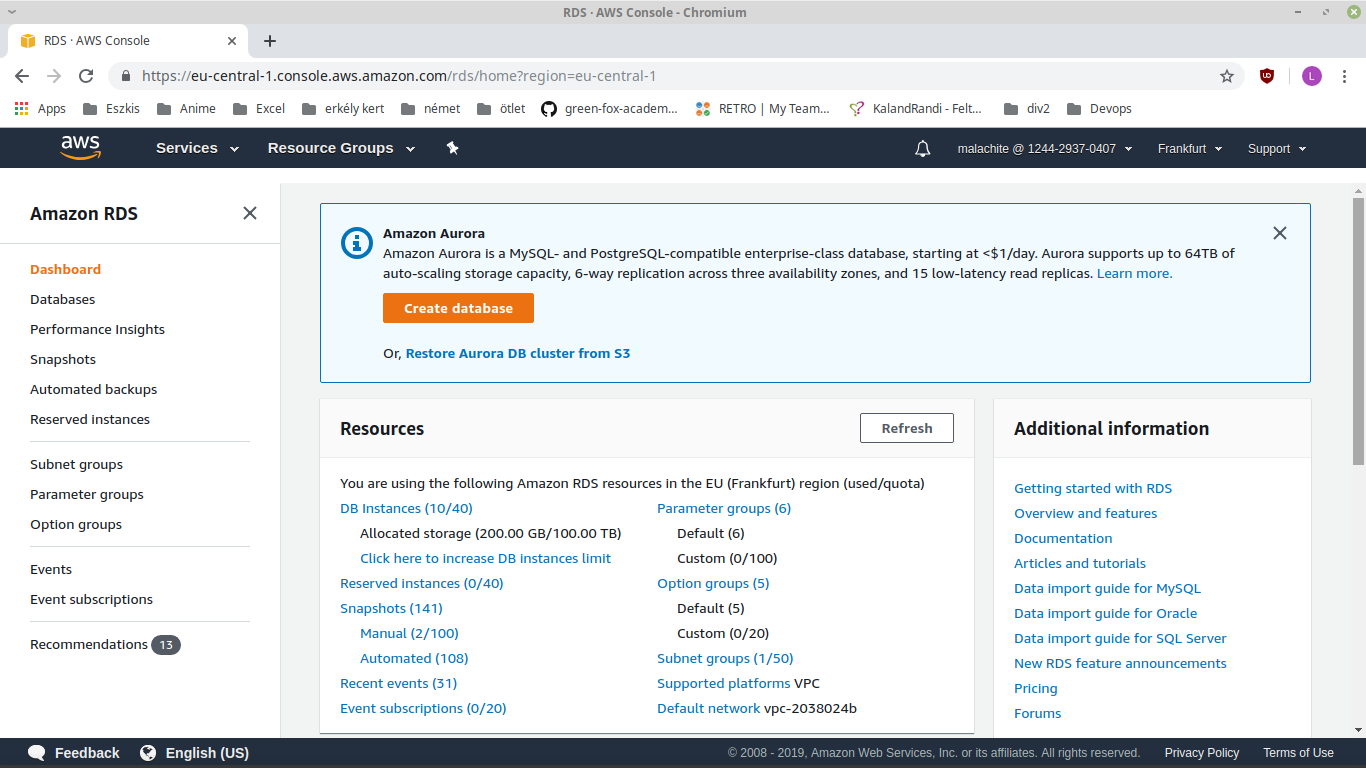 RDS · AWS Console - Chromium
RDS · AWS Console
https://eu-central-1.console.aws.amazon.com/rds/home?region=eu-central-1
UD
L
Apps Eszkis Anime Excel erkély kert német ötlet green-fox-academ... RETRO | My Team... KalandRandi - Felt... div2 Devops
aws Services Resource Groups malachite @ 1244-2937-0407 Frankfurt Support
Amazon RDS
Dashboard
Databases
Performance Insights
Snapshots
Automated backups
Reserved instances
Subnet groups
Parameter groups
Option groups
Events
Event subscriptions
Recommendations 13
Amazon Aurora
Amazon Aurora is a MySQL- and PostgreSQL-compatible enterprise-class database, starting at <$1/day. Aurora supports up to 64TB of
auto-scaling storage capacity, 6-way replication across three availability zones, and 15 low-latency read replicas. Learn more.
Create database
Or, Restore Aurora DB cluster from S3
Resources
Refresh
You are using the following Amazon RDS resources in the EU (Frankfurt) region (used/quota)
DB Instances (10/40)
Allocated storage (200.00 GB/100.00 TB)
Click here to increase DB instances limit
Reserved instances (0/40)
Snapshots (141)
Manual (2/100)
Automated (108)
Recent events (31)
Event subscriptions (0/20)
Parameter groups (6)
Default (6)
Custom (0/100)
Option groups (5)
Default (5)
Custom (0/20)
Subnet groups (1/50)
Supported platforms VPC
Default network vpc-2038024b
Additional information
Getting started with RDS
Overview and features
Documentation
Articles and tutorials
Data import guide for MySQL
Data import guide for Oracle
Data import guide for SQL Server
New RDS feature announcements
Pricing
Forums
Feedback English (US) © 2008 - 2019, Amazon Web Services, Inc. or its affiliates. All rights reserved. Privacy Policy Terms of Use